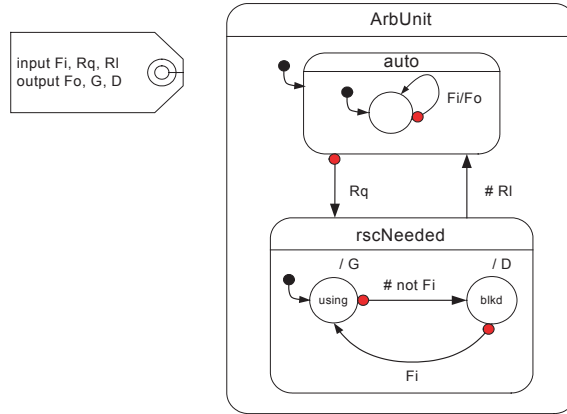 ArbUnit
input Fi, Rq, Rl
output Fo, G, D
auto
Fi/Fo
Rq
# Rl
rscNeeded
/ G
/ D
# not Fi
using
blkd
Fi